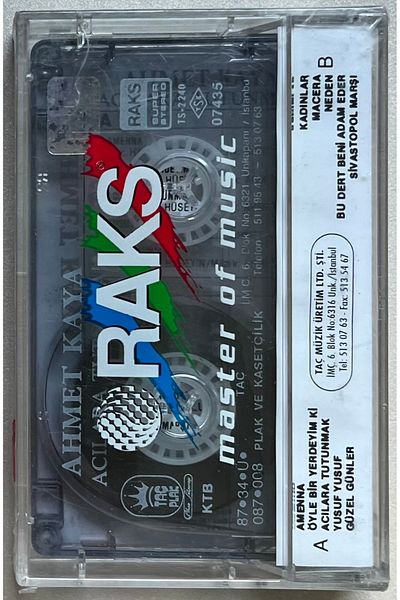 AHMET KAYA
RAKS
SUPER
STEREO
TS-2240
TSE
07435
RAKS
master of music
İ.M.Ç. 6. Blok No: 6321 Unkapanı / İstanbul
Telefon : 511 95 43 - 513 07 63
TAÇ
PLAK VE KASETÇİLİK
TAÇ
PLAK
KTB
87•34•U•
087•008
A
AMENNA
ÖYLE BİR YERDEYİM Kİ
ACILARA TUTUNMAK
YUSUF YUSUF
GÜZEL GÜNLER
TAÇ MÜZİK ÜRETİM LTD. ŞTİ.
İMÇ. 6. Blok No:6316 Unk./İstanbul
Tel: 513 07 63 - Fax: 513 54 67
B
KADINLAR
MACERA
NEDEN
BU DERT BENİ ADAM EDER
SİVASTOPOL MARŞI